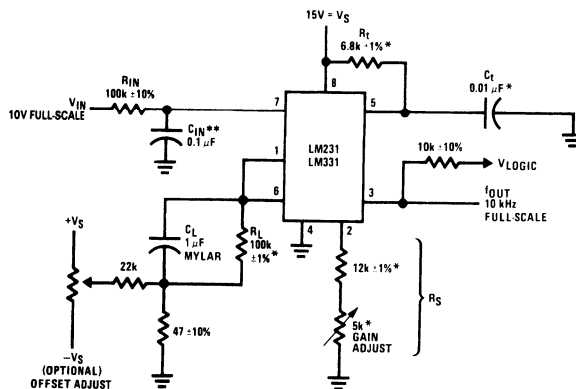 15V = VS
Rt
6.8k ±1%*
8
RIN
100k ±10%
VIN
10V FULL-SCALE
7
5
Ct
0.01 μF*
CIN**
0.1 μF
LM231
LM331
1
10k ±10%
VLOGIC
6
3
fOUT
10 kHz
FULL-SCALE
4
2
+VS
CL
1 μF
MYLAR
RL
100k
±1%*
22k
12k ±1%*
RS
47 ±10%
5k*
GAIN
ADJUST
−VS
(OPTIONAL)
OFFSET ADJUST